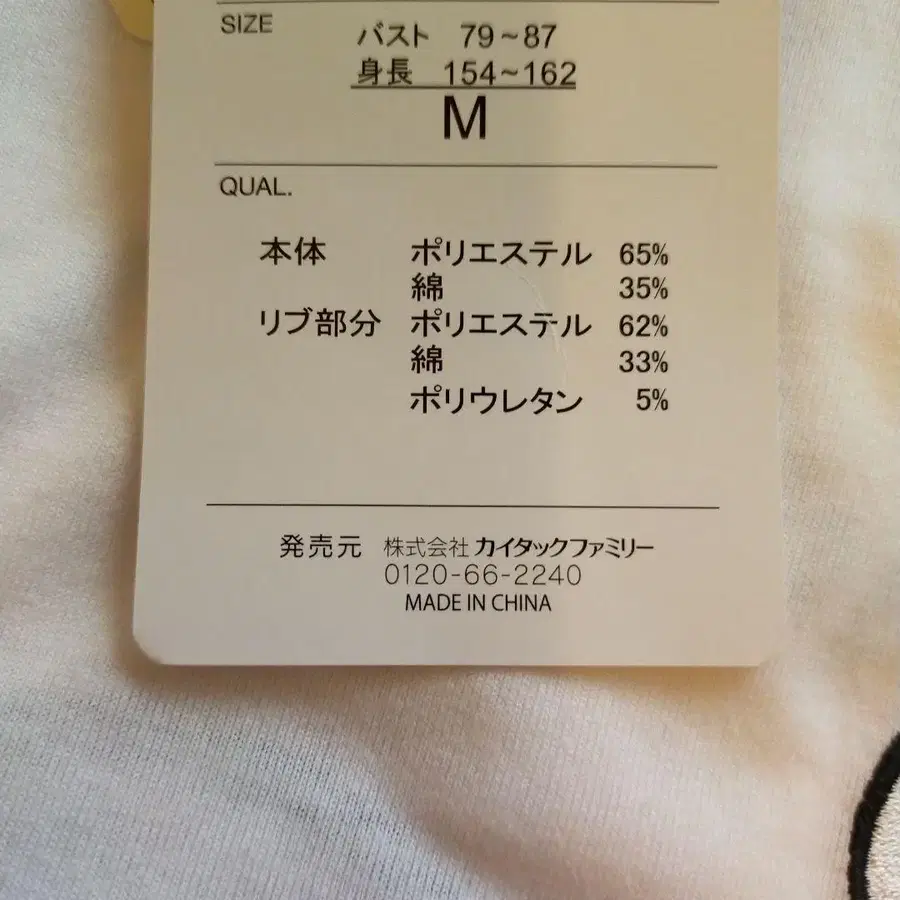 SIZE
バスト 79~87
身長 154~162
M
QUAL.
本体 ポリエステル 65%
綿 35%
リブ部分 ポリエステル 62%
綿 33%
ポリウレタン 5%
発売元 株式会社 カイタックファミリー
0120-66-2240
MADE IN CHINA